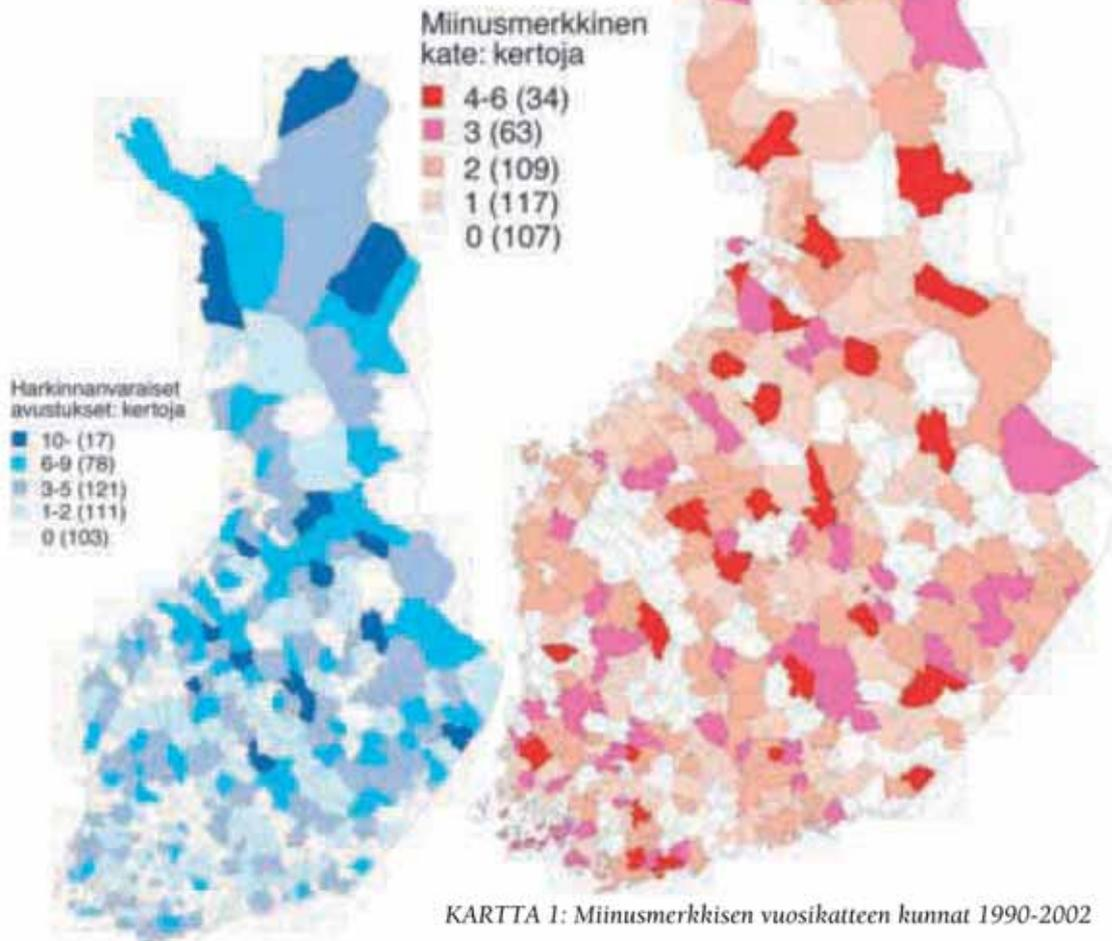 Miinusmerkkinen
kate: kertoja
4-6 (34)
3 (63)
2 (109)
1 (117)
0 (107)
Harkinnanvaraiset
avustukset: kertoja
10- (17)
6-9 (78)
3-5 (121)
1-2 (111)
0 (103)
KARTTA 1: Miinusmerkkisen vuosikatteen kunnat 1990-2002